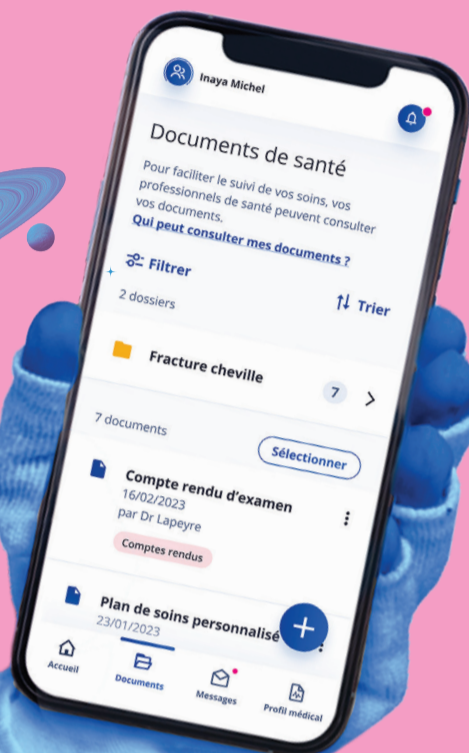 Inaya Michel
Documents de santé
Pour faciliter le suivi de vos soins, vos
professionnels de santé peuvent consulter
vos documents.
Qui peut consulter mes documents ?
Filtrer
Trier
2 dossiers
Fracture cheville
7
7 documents
Sélectionner
Compte rendu d'examen
16/02/2023
par Dr Lapeyre
Comptes rendus
Plan de soins personnalisé
23/01/2023
Accueil
Documents
Messages
Profil médical